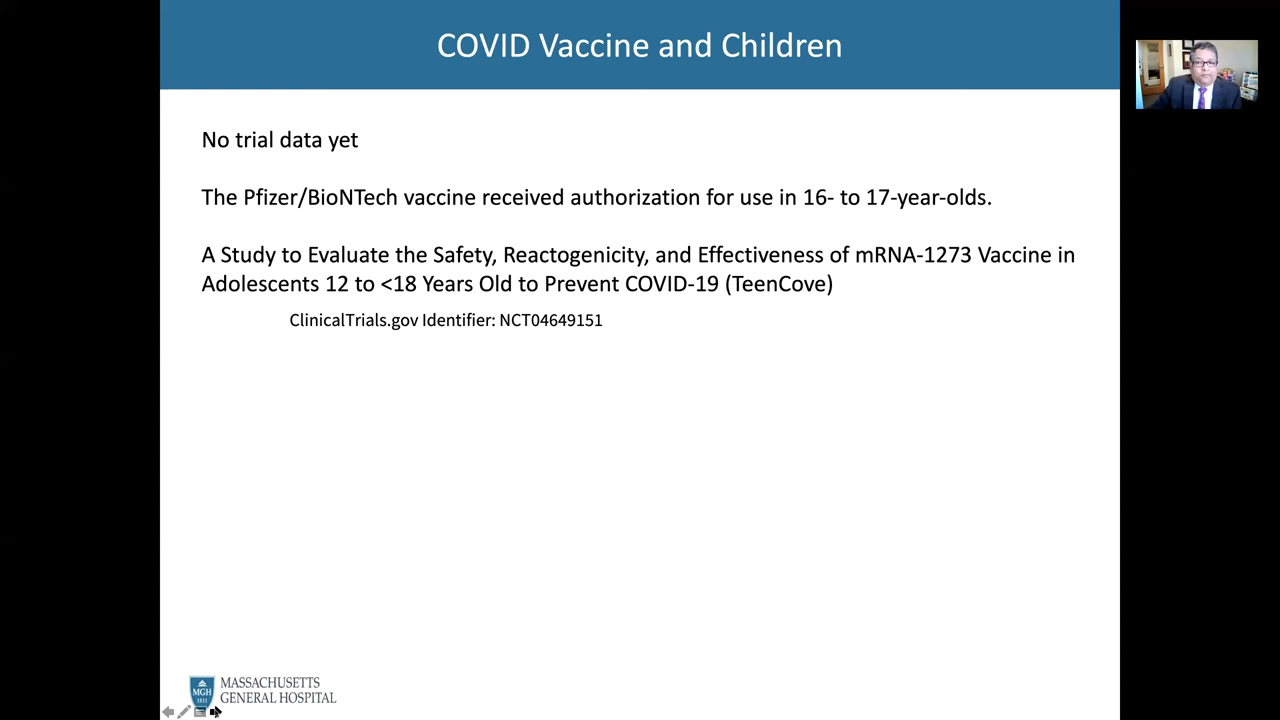 COVID Vaccine and Children
No trial data yet
The Pfizer/BioNTech vaccine received authorization for use in 16- to 17-year-olds.
A Study to Evaluate the Safety, Reactogenicity, and Effectiveness of mRNA-1273 Vaccine in
Adolescents 12 to <18 Years Old to Prevent COVID-19 (TeenCove)
ClinicalTrials.gov Identifier: NCT04649151
MGH
1811
MASSACHUSETTS
GENERAL HOSPITAL